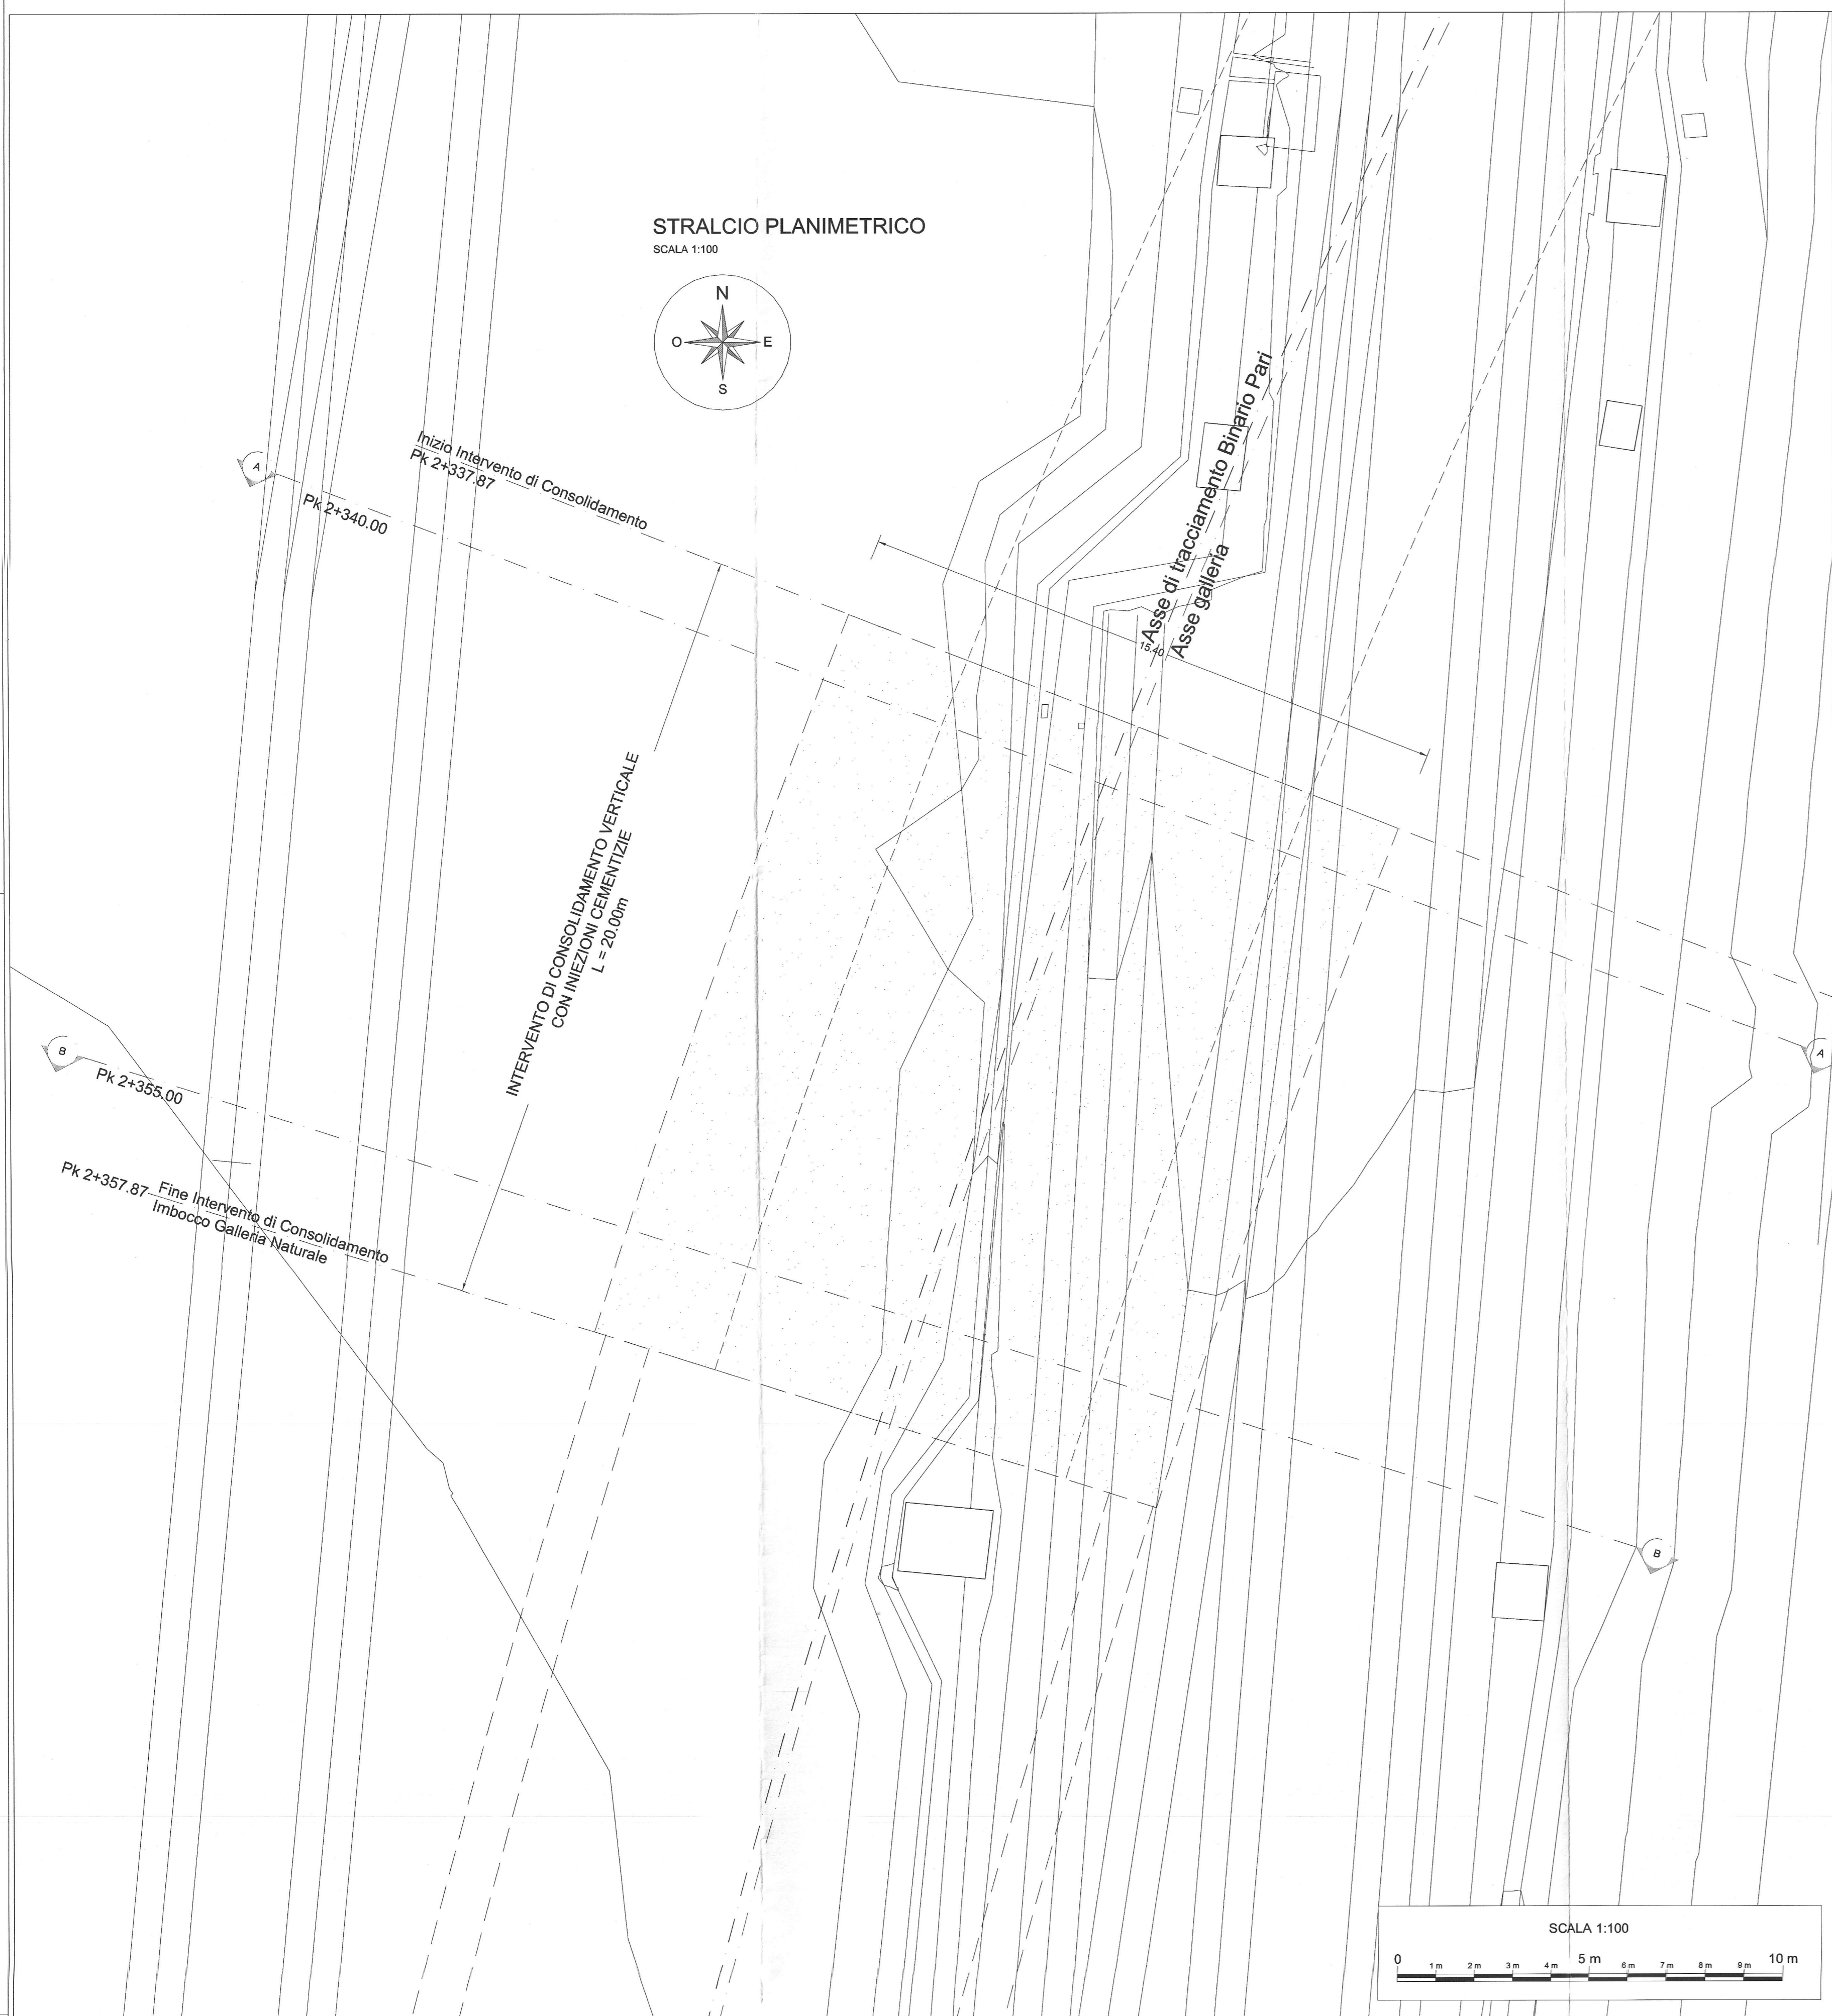 STRALCIO PLANIMETRICO
SCALA 1:100
N
O
E
S
A
Inizio Intervento di Consolidamento
Pk 2+337.87
Pk 2+340.00
Asse di tracciamento Binario Pari
Asse galleria
15.40
INTERVENTO DI CONSOLIDAMENTO VERTICALE
CON INIEZIONI CEMENTIZIE
L = 20.00m
B
Pk 2+355.00
A
Pk 2+357.87
Fine Intervento di Consolidamento
Imbocco Galleria Naturale
B
SCALA 1:100
0 1 m 2 m 3 m 4 m 5 m 6 m 7 m 8 m 9 m 10 m